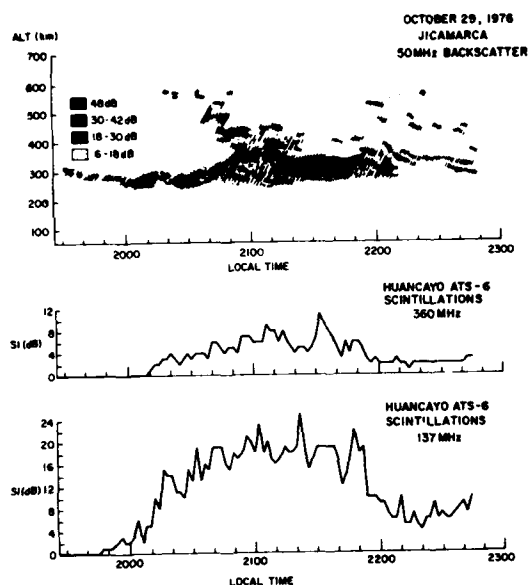 OCTOBER 29, 1976
JICAMARCA
50MHz BACKSCATTER
ALT (km)
700
600
500
400
300
200
100
48dB
30-42dB
18-30dB
6-18dB
2000 2100 2200 2300
LOCAL TIME
HUANCAYO ATS-6
SCINTILLATIONS
360MHz
SI (dB)
12
8
4
0
HUANCAYO ATS-6
SCINTILLATIONS
137MHz
SI(dB)
24
20
16
12
8
4
0
2000 2100 2200 2300
LOCAL TIME